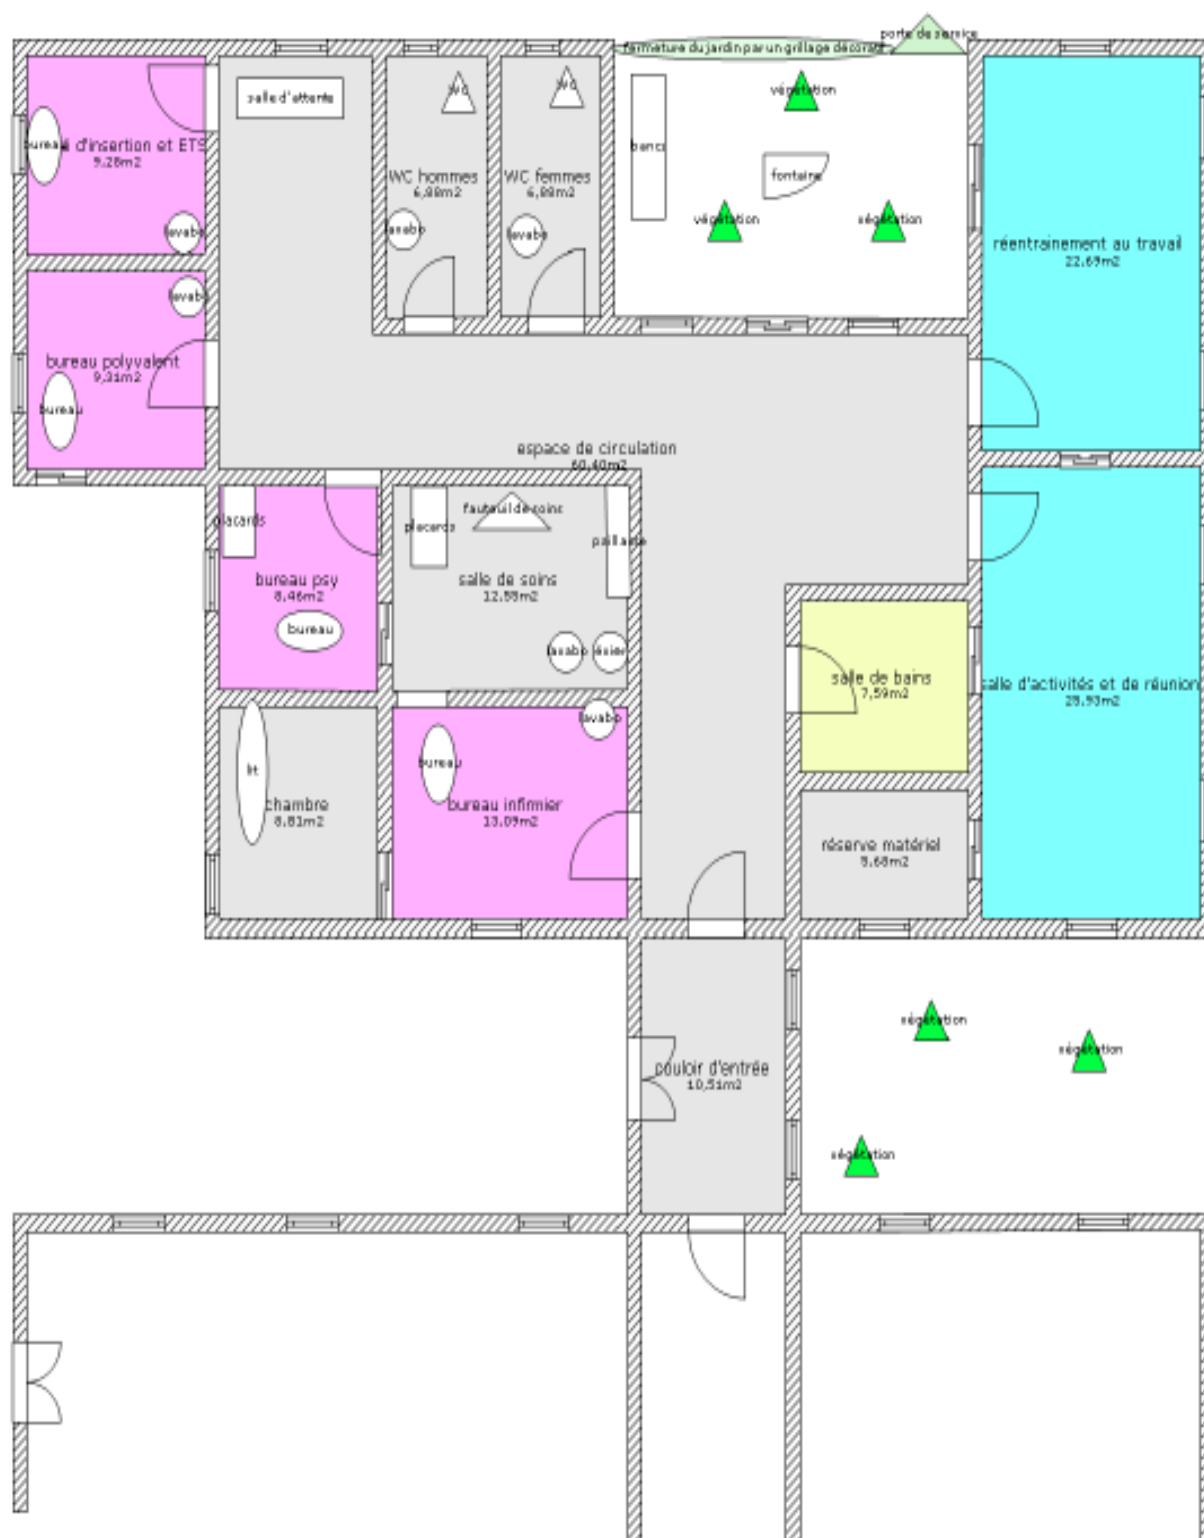 fermeture du jardin par un grillage décoratif
porte de service
salle d'attente
WC
WC
végétation
bureau
é d'insertion et ETS
9,28m2
lavabo
bancs
fontaine
WC hommes
6,88m2
WC femmes
6,88m2
lavabo
lavabo
végétation
végétation
réentrainement au travail
22,69m2
lavabo
bureau polyvalent
9,31m2
bureau
espace de circulation
60,40m2
placards
placards
fauteuil de soins
paillasse
bureau psy
8,46m2
salle de soins
bureau
lavabo
évier
salle de bains
7,59m2
salle d'activités et de réunion
lavabo
bureau
lit
chambre
8,81m2
bureau infirmier
13,09m2
réserve matériel
végétation
végétation
couloir d'entrée
10,51m2
végétation